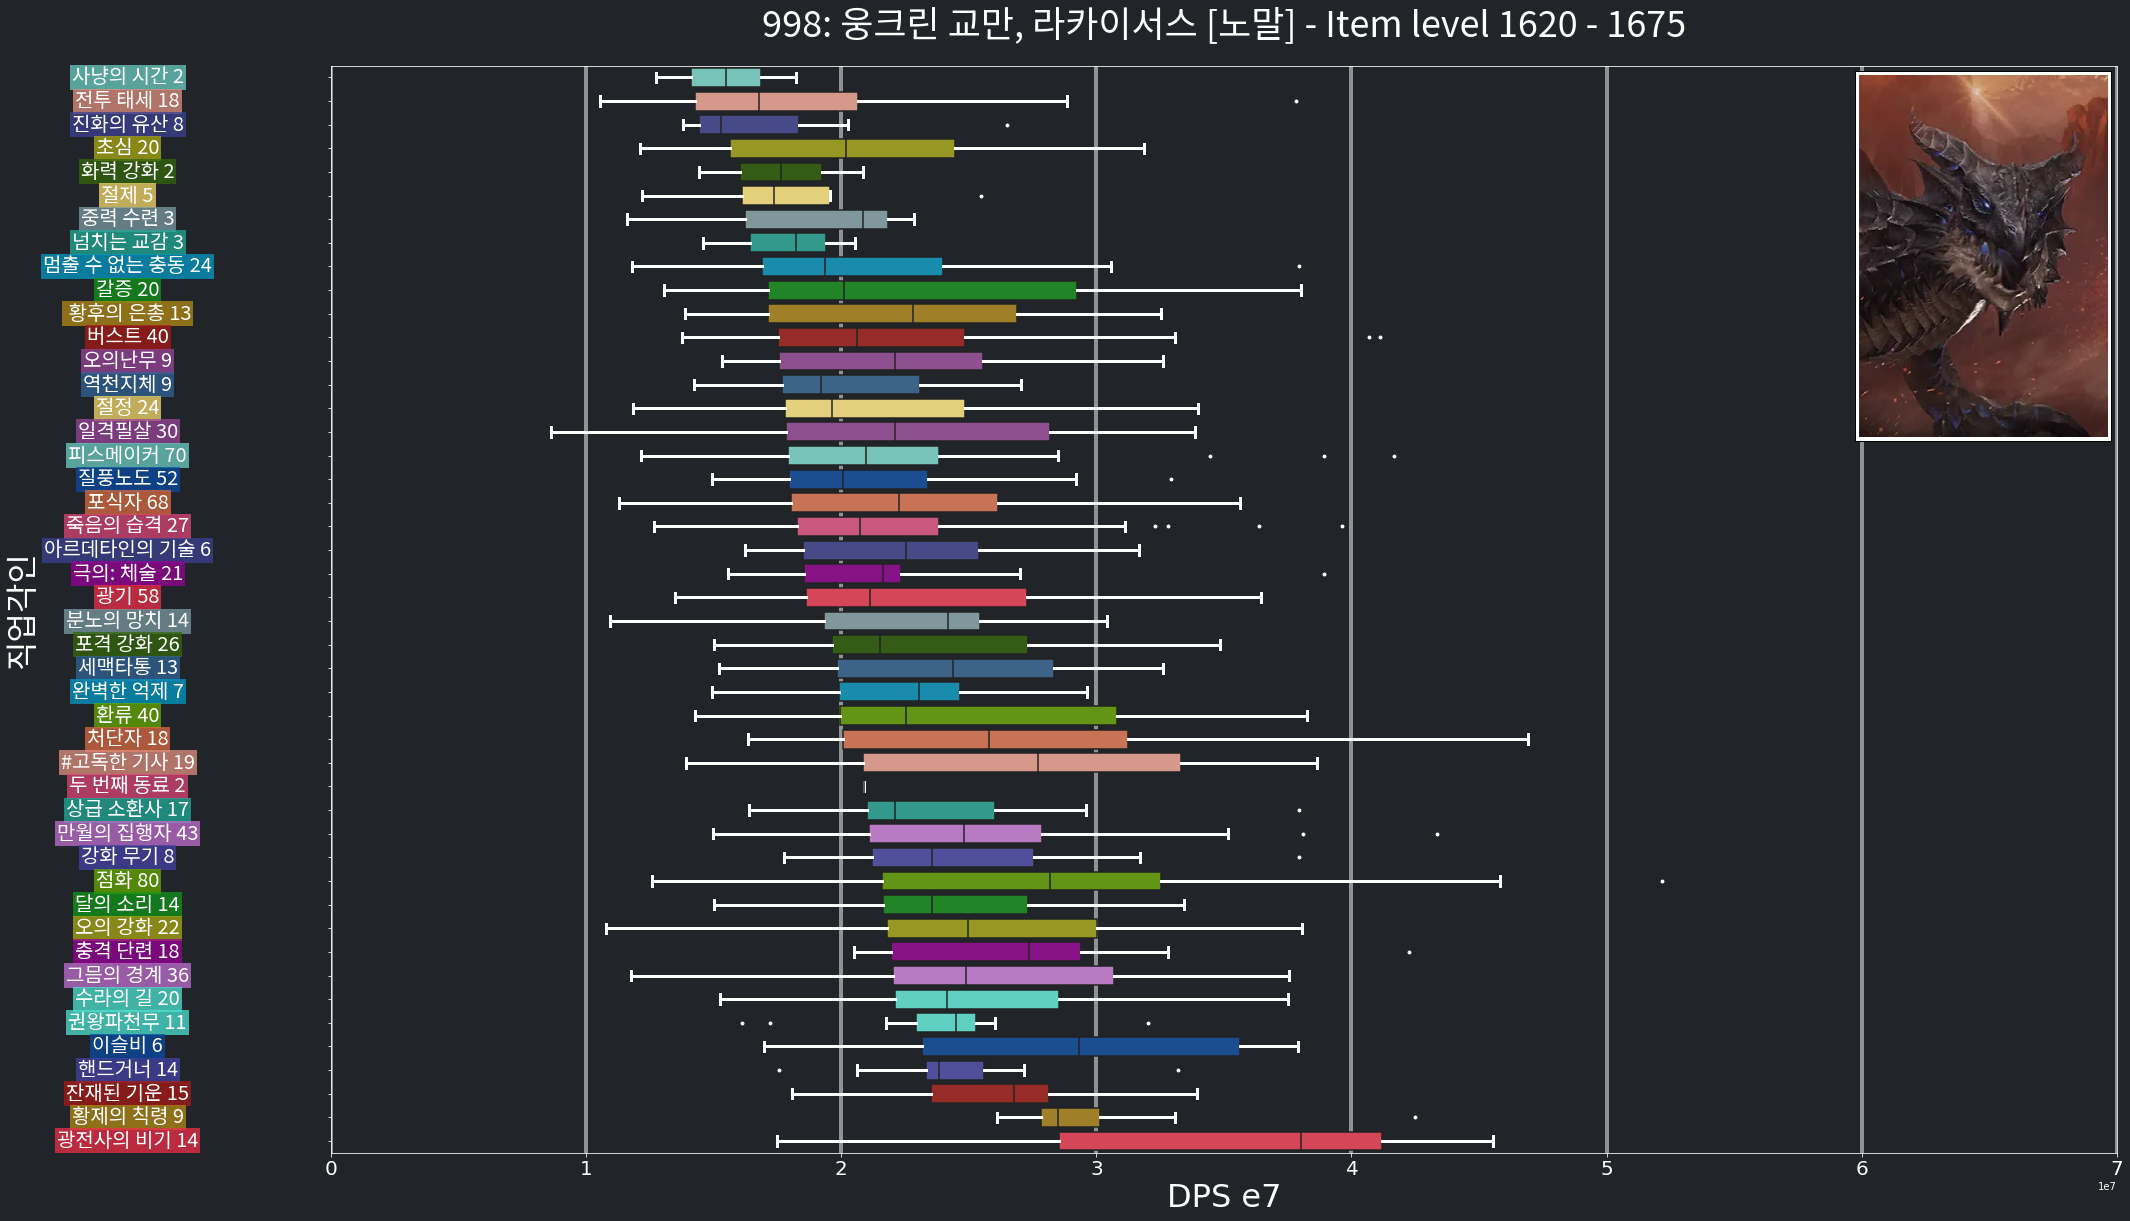 998: 웅크린 교만, 라카이서스 [노말] - Item level 1620 - 1675
직업각인
사냥의 시간 2
전투 태세 18
진화의 유산 8
초심 20
화력 강화 2
절제 5
중력 수련 3
넘치는 교감 3
멈출 수 없는 충동 24
갈증 20
황후의 은총 13
버스트 40
오의난무 9
역천지체 9
절정 24
일격필살 30
피스메이커 70
질풍노도 52
포식자 68
죽음의 습격 27
아르데타인의 기술 6
극의: 체술 21
광기 58
분노의 망치 14
포격 강화 26
세맥타통 13
완벽한 억제 7
환류 40
처단자 18
#고독한 기사 19
두 번째 동료 2
상급 소환사 17
만월의 집행자 43
강화 무기 8
점화 80
달의 소리 14
오의 강화 22
충격 단련 18
그믐의 경계 36
수라의 길 20
권왕파천무 11
이슬비 6
핸드거너 14
잔재된 기운 15
황제의 칙령 9
광전사의 비기 14
0 1 2 3 4 5 6 7
1e7
DPS e7